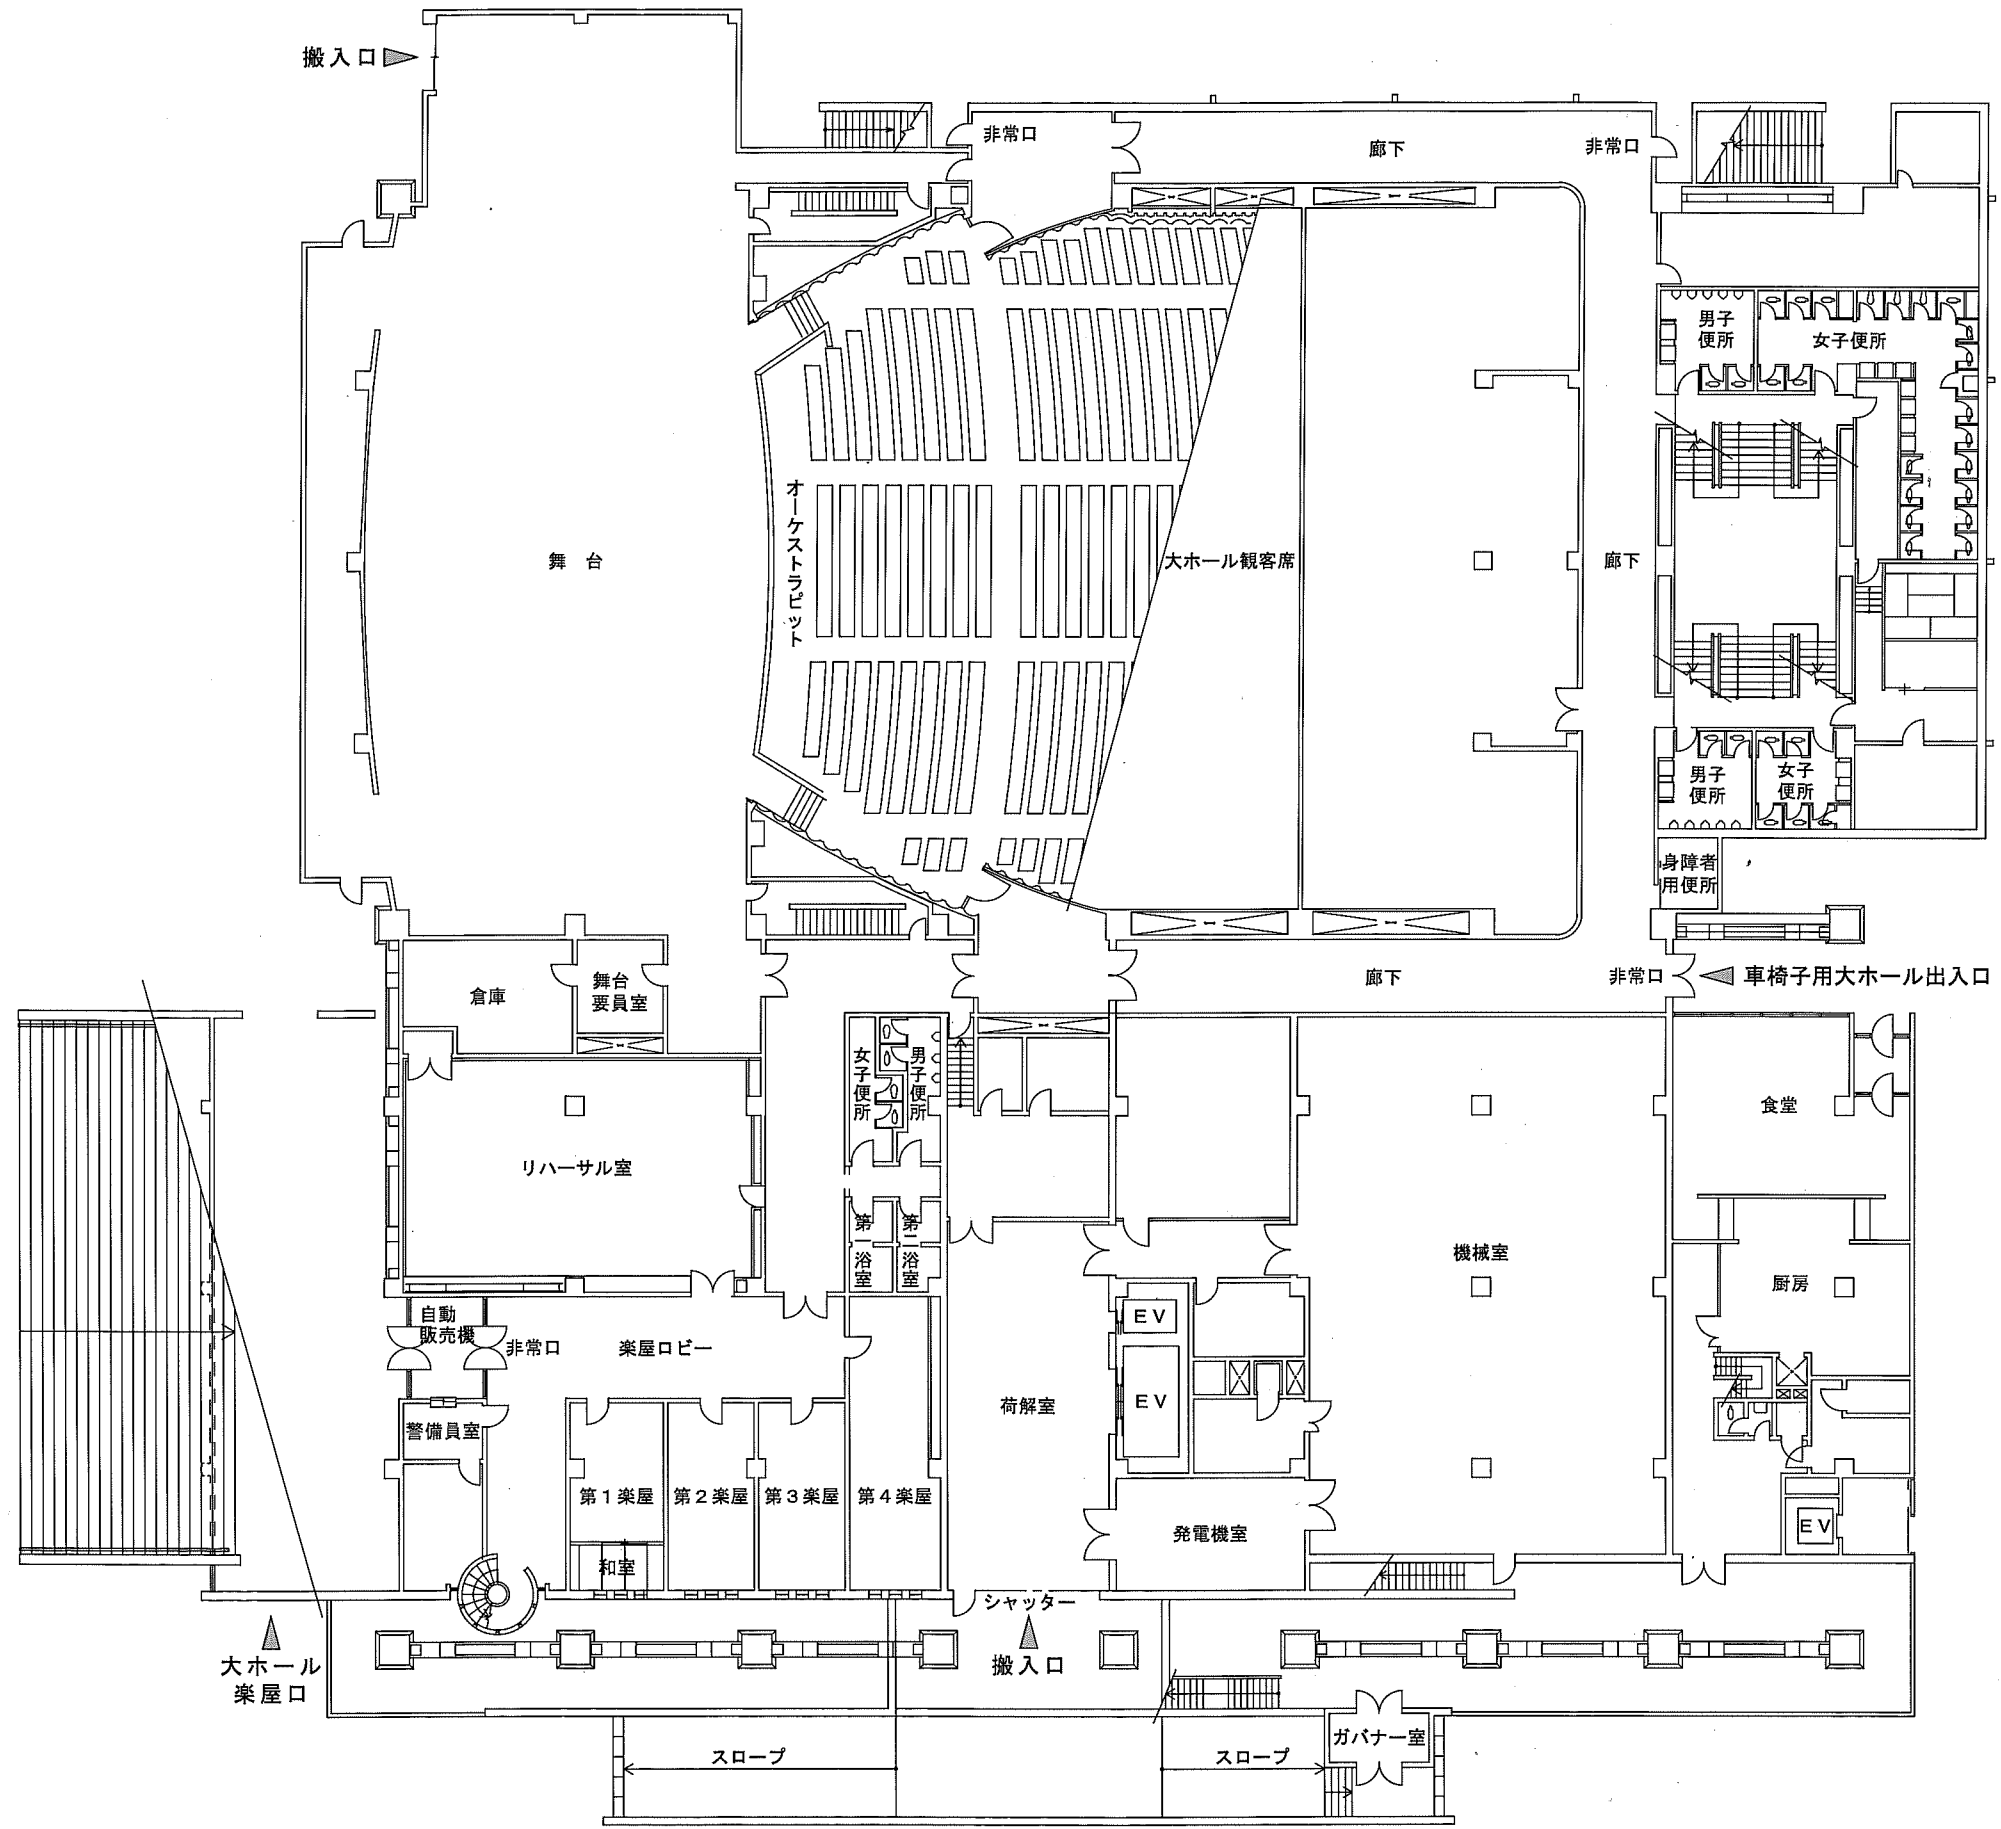 搬入口
非常口
廊下
非常口
男子
便所
女子便所
オーケストラピット
舞 台
大ホール観客席
廊下
男子
便所
女子
便所
身障者
用便所
倉庫
舞台
要員室
廊下
非常口
車椅子用大ホール出入口
女子便所
男子便所
食堂
リハーサル室
第一浴室
第二浴室
機械室
厨房
自動
販売機
非常口
楽屋ロビー
EV
EV
荷解室
警備員室
第1楽屋
第2楽屋
第3楽屋
第4楽屋
発電機室
EV
和室
シャッター
大ホール
楽屋口
搬入口
スロープ
スロープ
ガバナー室